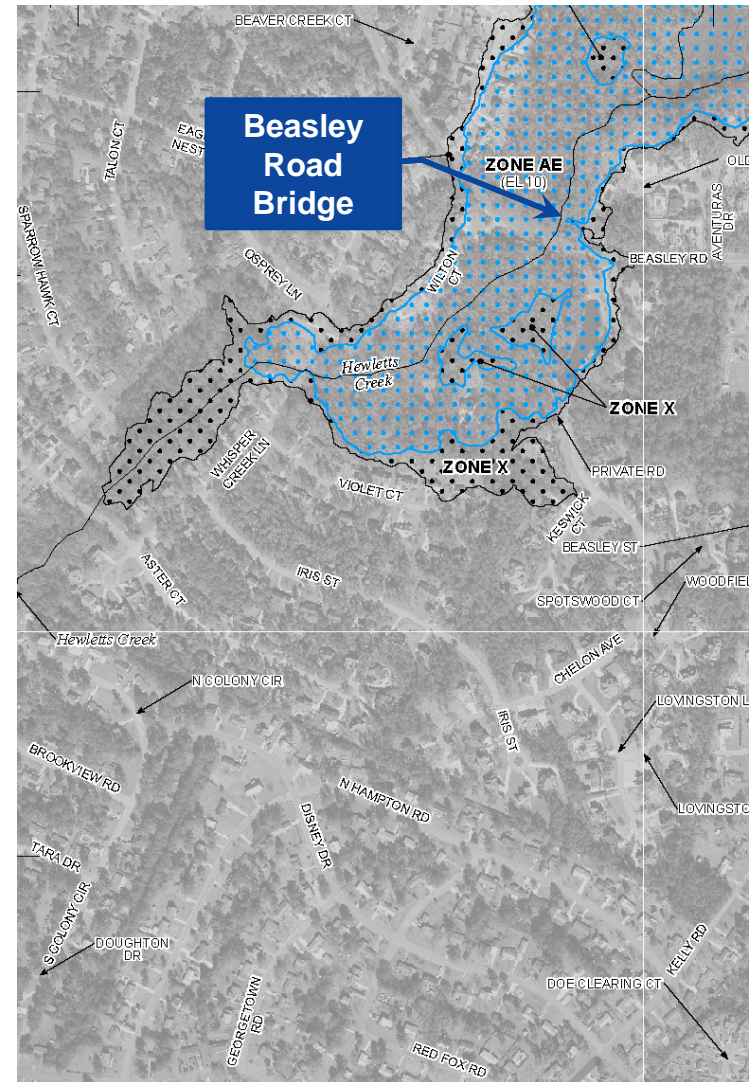 BEAVER CREEK CT
Beasley
Road
Bridge
EAG
NEST
TALON CT
ZONE AE
(EL 10)
OLD
AVENTURAS
DR
SPARROW HAWK CT
OSPREY LN
WILTON
CT
BEASLEY RD
Hewletts
Creek
ZONE X
ZONE X
WHISPER
CREEK LN
VIOLET CT
PRIVATE RD
KESWICK
CT
BEASLEY ST
ASTER CT
IRIS ST
WOODFIEL
SPOTSWOOD CT
Hewletts Creek
CHELON AVE
N COLONY CIR
LOVINGSTON L
IRIS ST
BROOKVIEW RD
N HAMPTON RD
DISNEY DR
LOVINGSTO
TARA DR
S COLONY CIR
DOUGHTON
DR
KELLY RD
DOE CLEARING CT
GEORGETOWN
RD
RED FOX RD